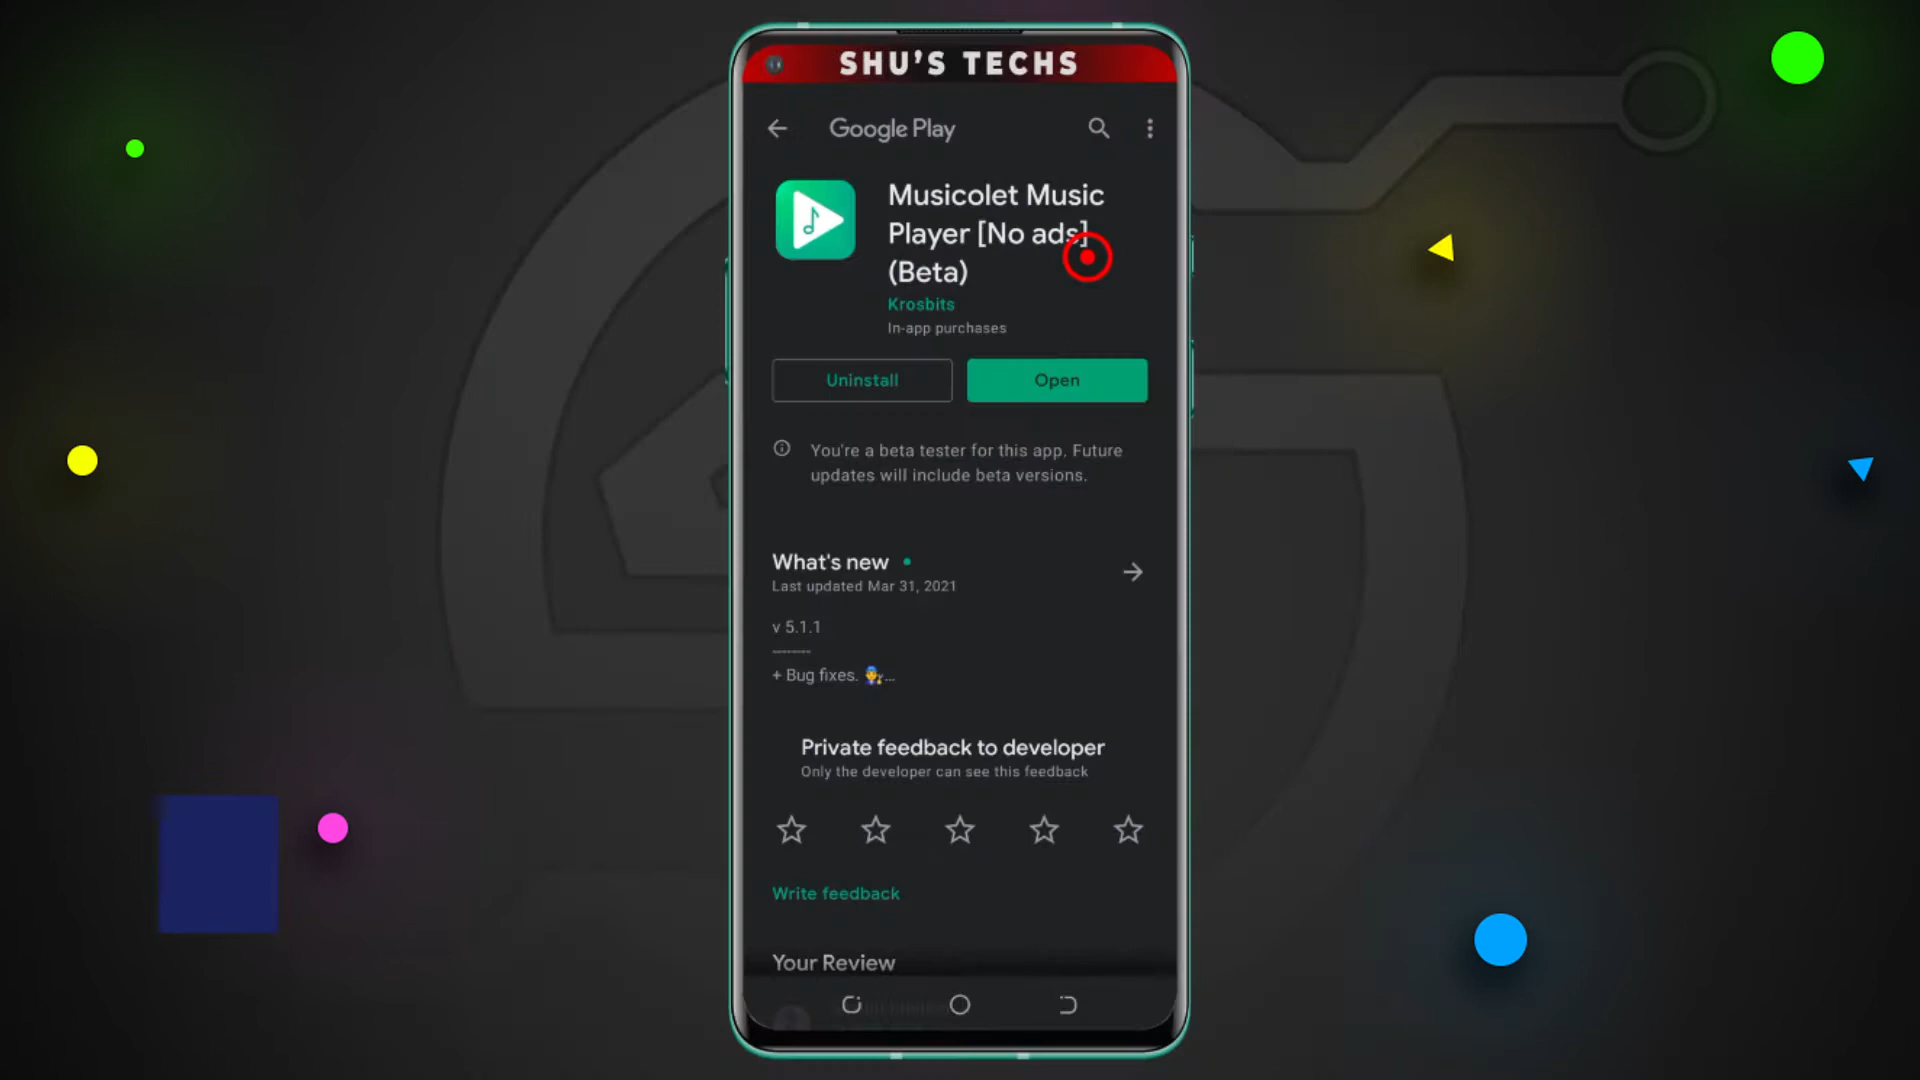 SHU'S TECHS
Google Play
Musicolet Music
Player [No ads]
(Beta)
Krosbits
In-app purchases
Uninstall
Open
You're a beta tester for this app. Future
updates will include beta versions.
What's new
Last updated Mar 31, 2021
v 5.1.1
--------
+ Bug fixes. 👨‍🔧...
Private feedback to developer
Only the developer can see this feedback
Write feedback
Your Review